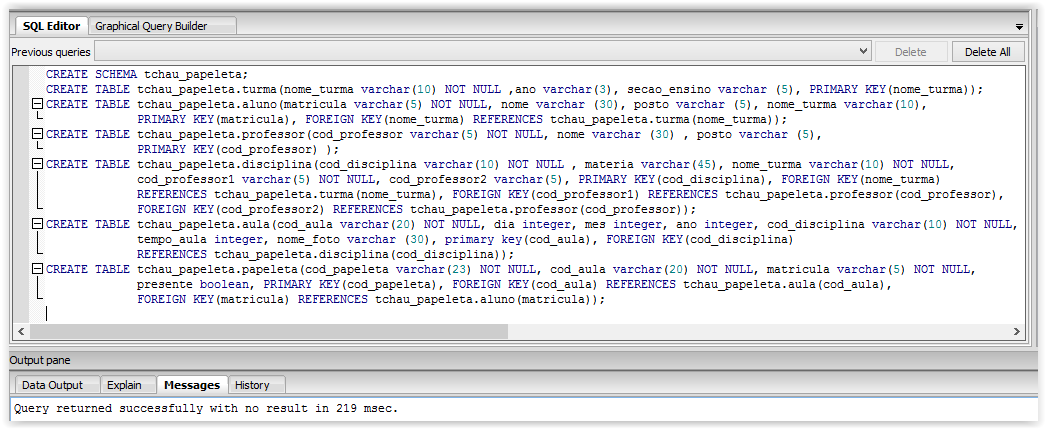 SQL Editor Graphical Query Builder
Previous queries Delete Delete All
CREATE SCHEMA tchau_papeleta;
CREATE TABLE tchau_papeleta.turma(nome_turma varchar(10) NOT NULL ,ano varchar(3), secao_ensino varchar (5), PRIMARY KEY(nome_turma));
CREATE TABLE tchau_papeleta.aluno(matricula varchar(5) NOT NULL, nome varchar (30), posto varchar (5), nome_turma varchar(10),
PRIMARY KEY(matricula), FOREIGN KEY(nome_turma) REFERENCES tchau_papeleta.turma(nome_turma));
CREATE TABLE tchau_papeleta.professor(cod_professor varchar(5) NOT NULL, nome varchar (30) , posto varchar (5),
PRIMARY KEY(cod_professor) );
CREATE TABLE tchau_papeleta.disciplina(cod_disciplina varchar(10) NOT NULL , materia varchar(45), nome_turma varchar(10) NOT NULL,
cod_professor1 varchar(5) NOT NULL, cod_professor2 varchar(5), PRIMARY KEY(cod_disciplina), FOREIGN KEY(nome_turma)
REFERENCES tchau_papeleta.turma(nome_turma), FOREIGN KEY(cod_professor1) REFERENCES tchau_papeleta.professor(cod_professor),
FOREIGN KEY(cod_professor2) REFERENCES tchau_papeleta.professor(cod_professor));
CREATE TABLE tchau_papeleta.aula(cod_aula varchar(20) NOT NULL, dia integer, mes integer, ano integer, cod_disciplina varchar(10) NOT NULL,
tempo_aula integer, nome_foto varchar (30), primary key(cod_aula), FOREIGN KEY(cod_disciplina)
REFERENCES tchau_papeleta.disciplina(cod_disciplina));
CREATE TABLE tchau_papeleta.papeleta(cod_papeleta varchar(23) NOT NULL, cod_aula varchar(20) NOT NULL, matricula varchar(5) NOT NULL,
presente boolean, PRIMARY KEY(cod_papeleta), FOREIGN KEY(cod_aula) REFERENCES tchau_papeleta.aula(cod_aula),
FOREIGN KEY(matricula) REFERENCES tchau_papeleta.aluno(matricula));
Output pane
Data Output Explain Messages History
Query returned successfully with no result in 219 msec.